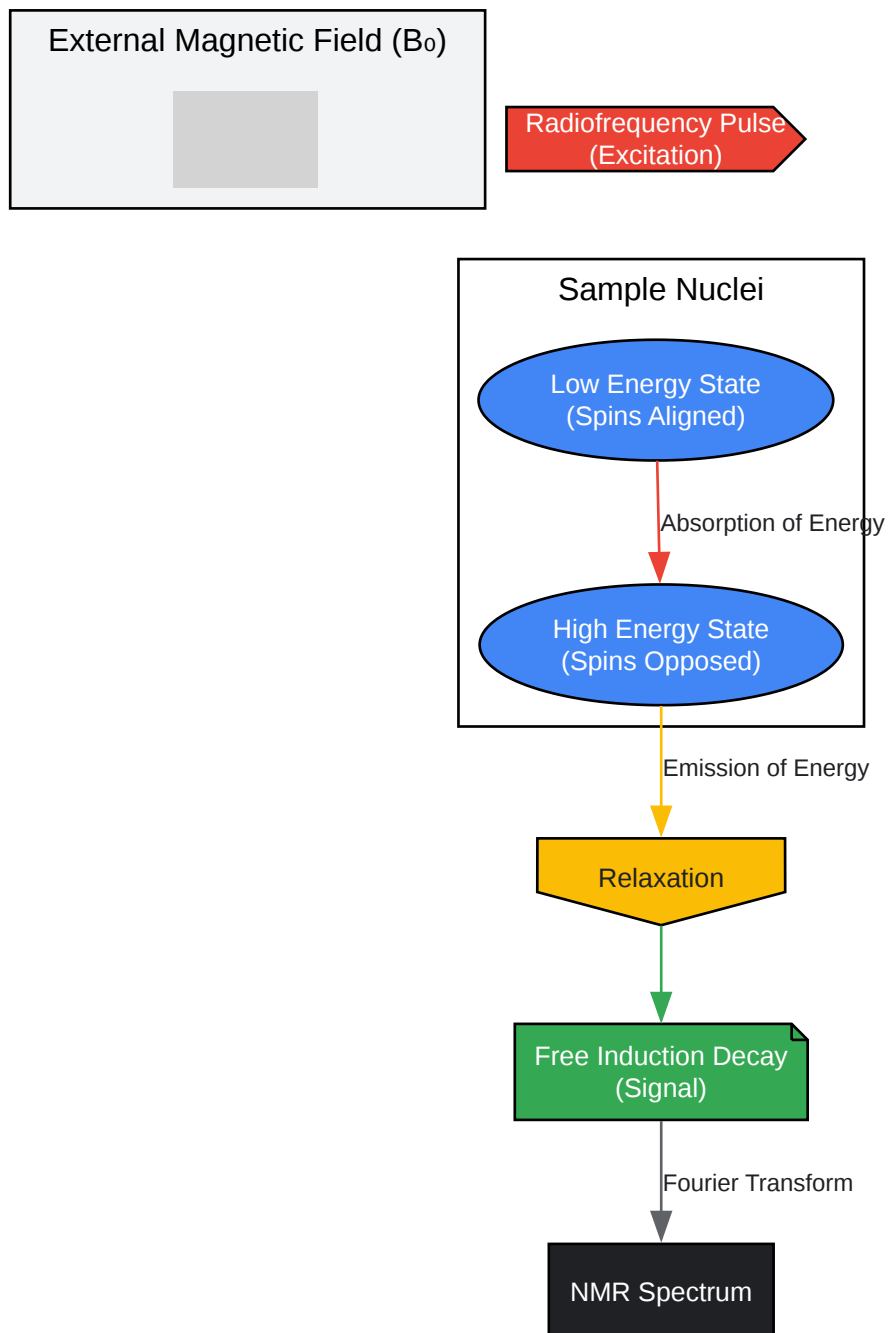 External Magnetic Field (B₀)
Radiofrequency Pulse
(Excitation)
Sample Nuclei
Low Energy State
(Spins Aligned)
Absorption of Energy
High Energy State
(Spins Opposed)
Emission of Energy
Relaxation
Free Induction Decay
(Signal)
Fourier Transform
NMR Spectrum